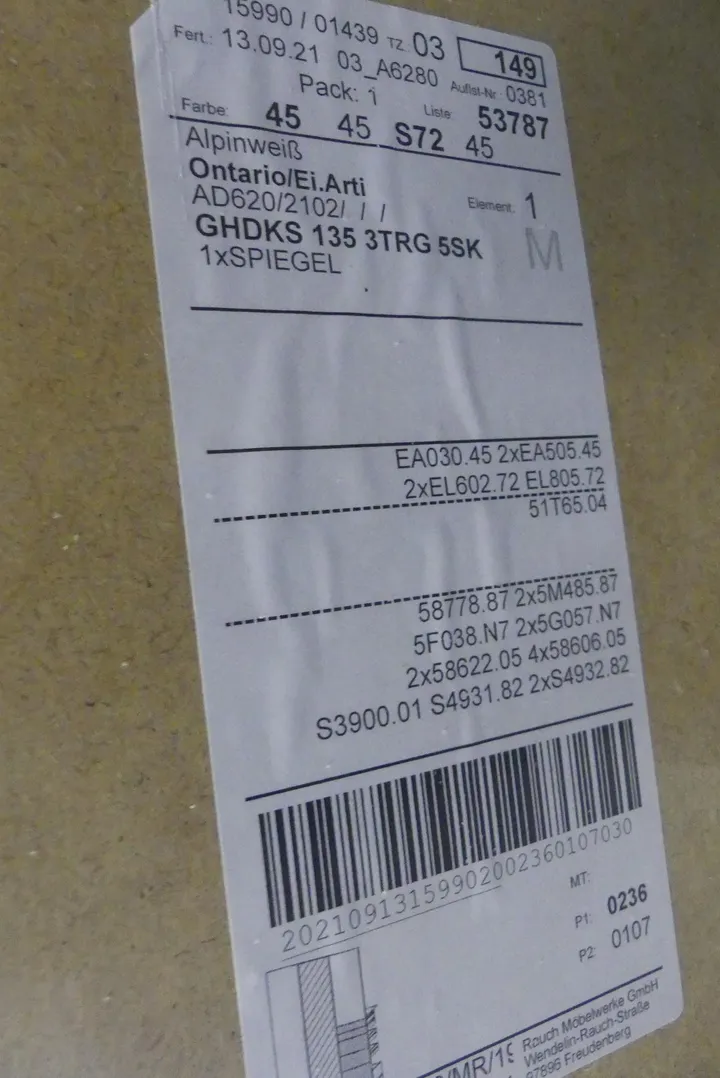 15990 / 01439 TZ.: 03 149
Fert.: 13.09.21 03_A6280 Auflst-Nr.: 0381
Pack: 1 Liste: 53787
Farbe: 45 45 S72 45
Alpinweiß
Ontario/Ei.Arti
AD620/2102/ / / Element: 1
GHDKS 135 3TRG 5SK M
1xSPIEGEL
EA030.45 2xEA505.45
2xEL602.72 EL805.72
51T65.04
58778.87 2x5M485.87
5F038.N7 2x5G057.N7
2x58622.05 4x58606.05
S3900.01 S4931.82 2xS4932.82
20210913159902002360107030
MT:
P1: 0236
P2: 0107
/MR/19
Rauch Möbelwerke GmbH
Wendelin-Rauch-Straße
97896 Freudenberg